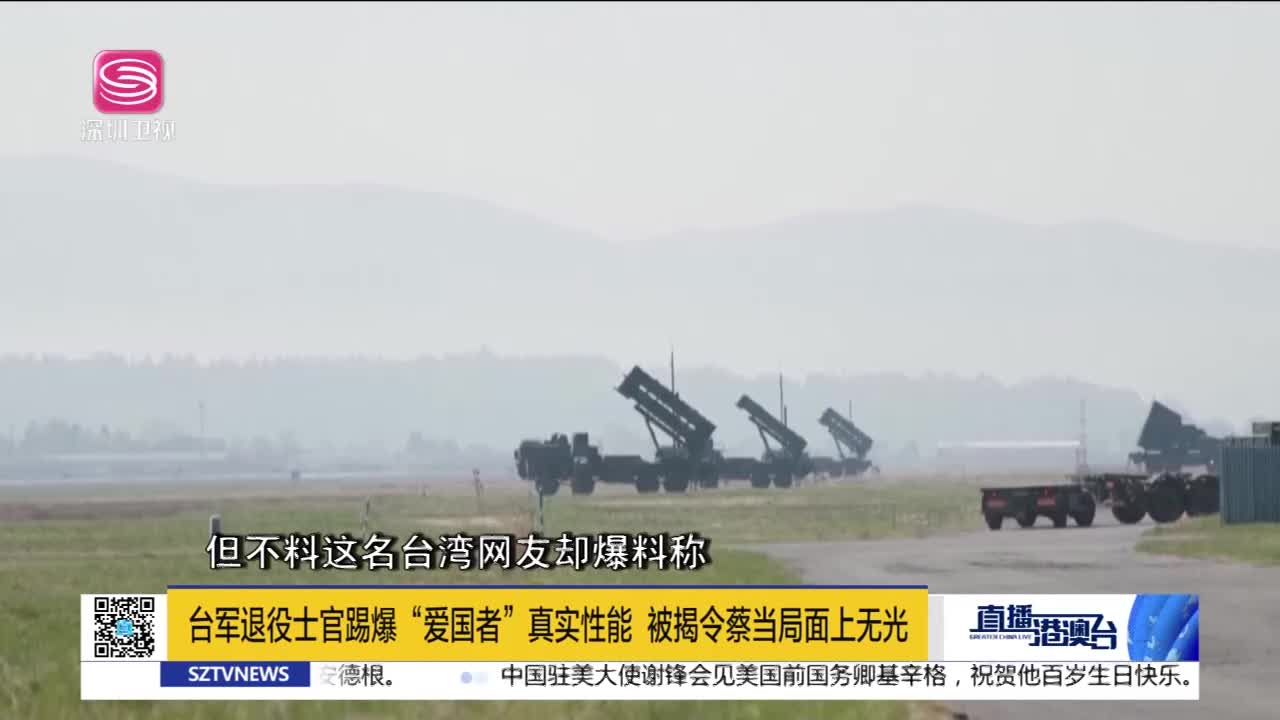 深圳卫视
但不料这名台湾网友却爆料称
台军退役士官踢爆“爱国者”真实性能 被揭令蔡当局面上无光
直播港澳台
GREATER CHINA LIVE
SZTVNEWS
安德根。 中国驻美大使谢锋会见美国前国务卿基辛格，祝贺他百岁生日快乐。